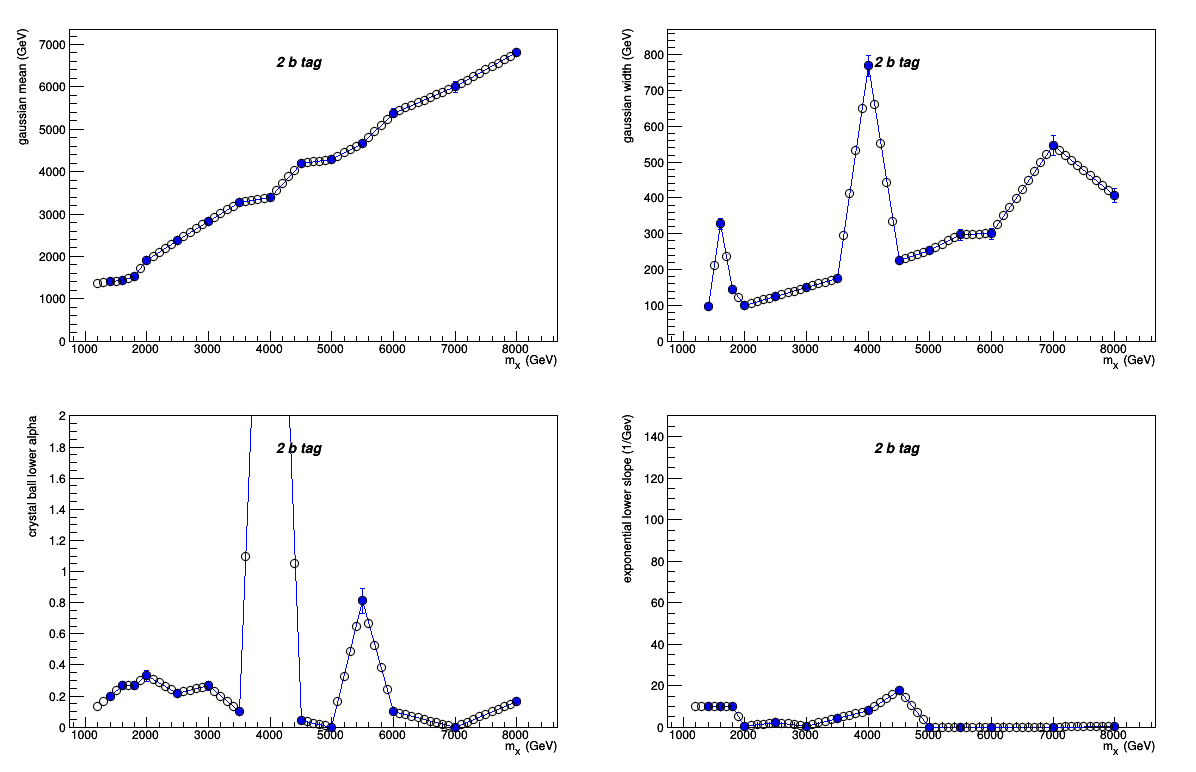 gaussian mean (GeV)
7000
6000
5000
4000
3000
2000
1000
0
2 b tag
1000 2000 3000 4000 5000 6000 7000 8000
m_x (GeV)
gaussian width (GeV)
800
700
600
500
400
300
200
100
0
2 b tag
1000 2000 3000 4000 5000 6000 7000 8000
m_x (GeV)
crystal ball lower alpha
2
1.8
1.6
1.4
1.2
1
0.8
0.6
0.4
0.2
0
2 b tag
1000 2000 3000 4000 5000 6000 7000 8000
m_x (GeV)
exponential lower slope (1/Gev)
140
120
100
80
60
40
20
0
2 b tag
1000 2000 3000 4000 5000 6000 7000 8000
m_x (GeV)